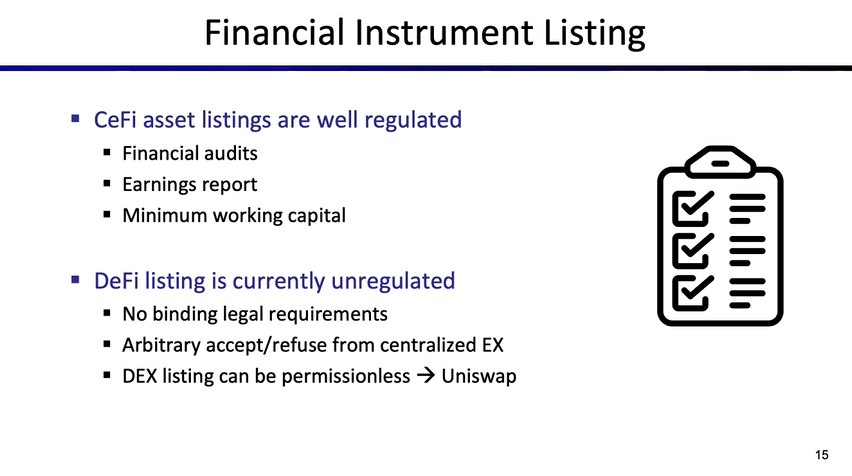 Financial Instrument Listing
▪ CeFi asset listings are well regulated
▪ Financial audits
▪ Earnings report
▪ Minimum working capital
▪ DeFi listing is currently unregulated
▪ No binding legal requirements
▪ Arbitrary accept/refuse from centralized EX
▪ DEX listing can be permissionless → Uniswap
15